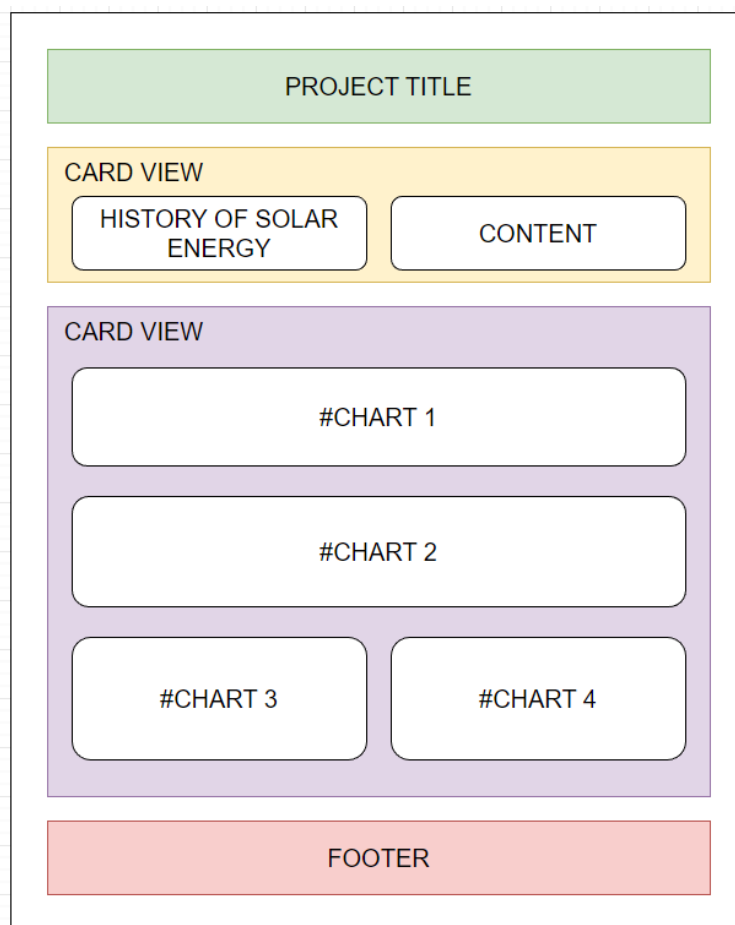 PROJECT TITLE
CARD VIEW
HISTORY OF SOLAR
ENERGY
CONTENT
CARD VIEW
#CHART 1
#CHART 2
#CHART 3
#CHART 4
FOOTER